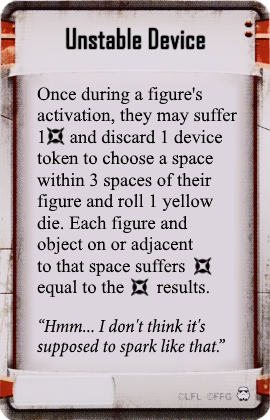 Unstable Device
Once during a figure's
activation, they may suffer
1 and discard 1 device
token to choose a space
within 3 spaces of their
figure and roll 1 yellow
die. Each figure and
object on or adjacent
to that space suffers
equal to the results.
“Hmm... I don't think it's
supposed to spark like that.”
©LFL ©FFG